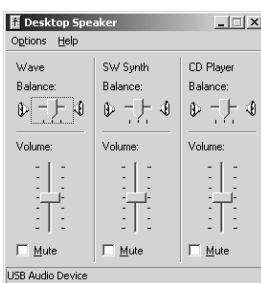 Desktop Speaker
Options Help
Wave SW Synth CD Player
Balance: Balance: Balance:
Volume: Volume: Volume:
Mute Mute Mute
USB Audio Device